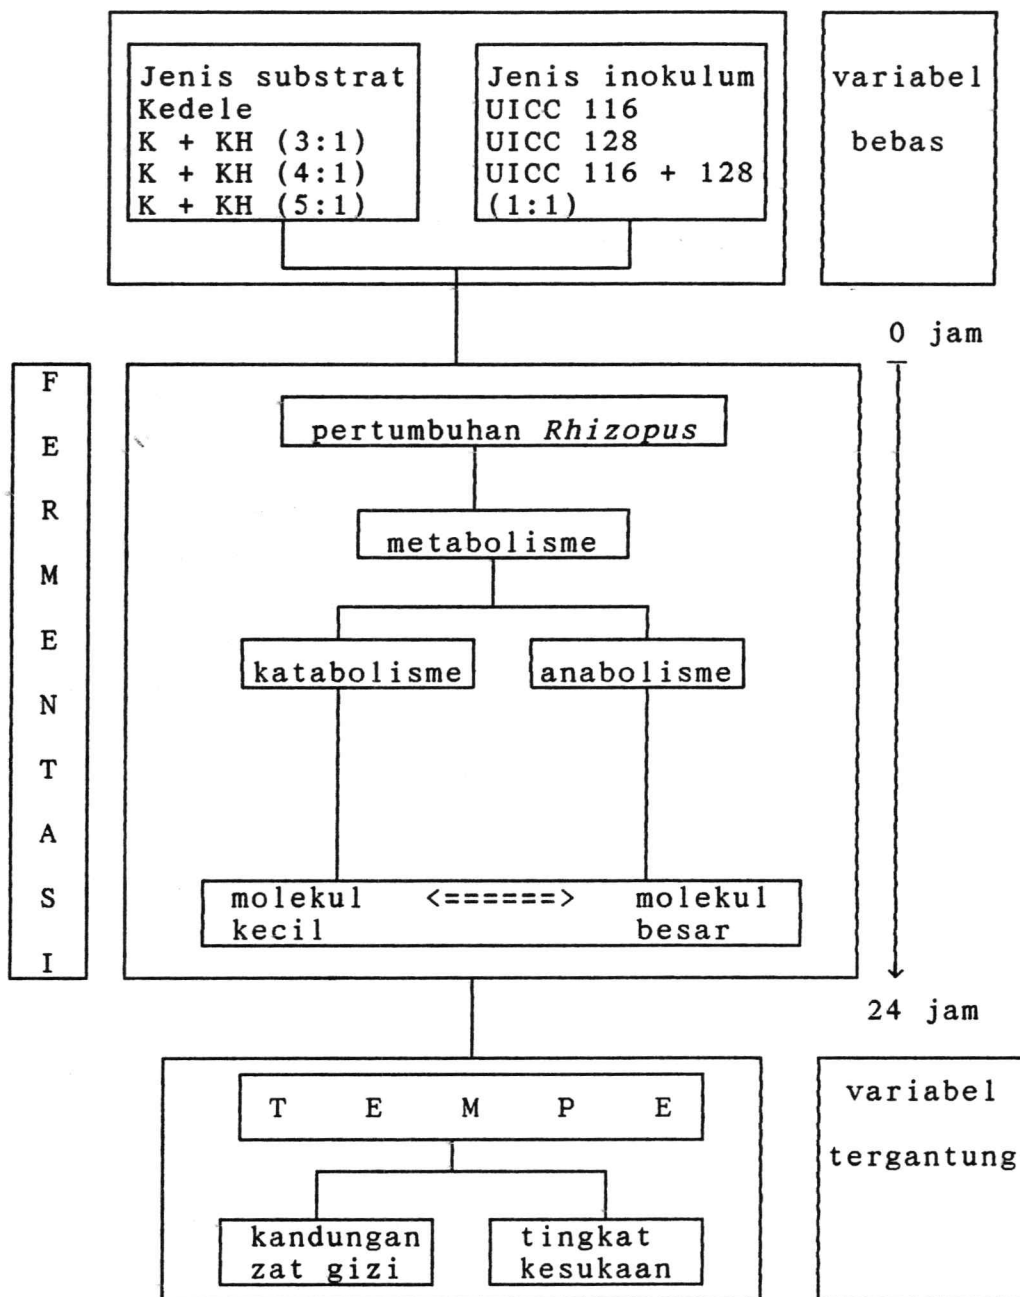 Jenis substrat
Kedele
K + KH (3:1)
K + KH (4:1)
K + KH (5:1)
Jenis inokulum
UICC 116
UICC 128
UICC 116 + 128
(1:1)
variabel
bebas
0 jam
FERMENTASI
pertumbuhan Rhizopus
metabolisme
katabolisme
anabolisme
molekul <======> molekul
kecil besar
24 jam
T E M P E
kandungan
zat gizi
tingkat
kesukaan
variabel
tergantung